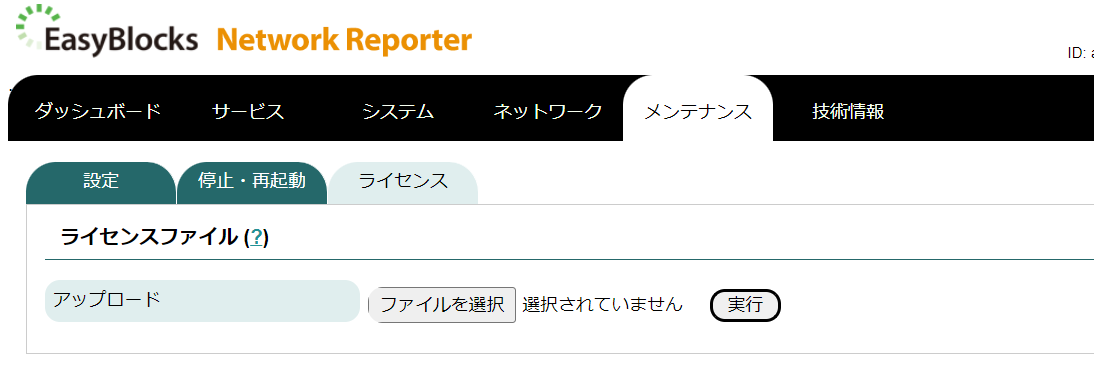 EasyBlocks Network Reporter
ID:
ダッシュボード サービス システム ネットワーク メンテナンス 技術情報
設定 停止・再起動 ライセンス
ライセンスファイル (?)
アップロード ファイルを選択 選択されていません 実行